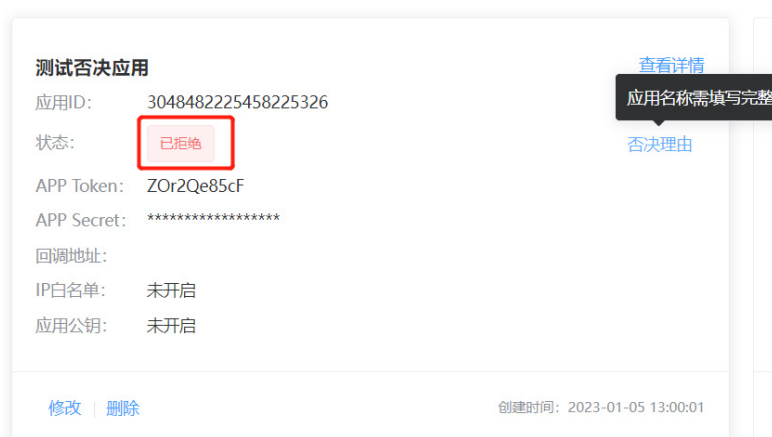 测试否决应用
查看详情
应用ID: 3048482225458225326
应用名称需填写完整
状态: 已拒绝
否决理由
APP Token: ZOr2Qe85cF
APP Secret: ******************
回调地址:
IP白名单: 未开启
应用公钥: 未开启
修改 删除
创建时间: 2023-01-05 13:00:01